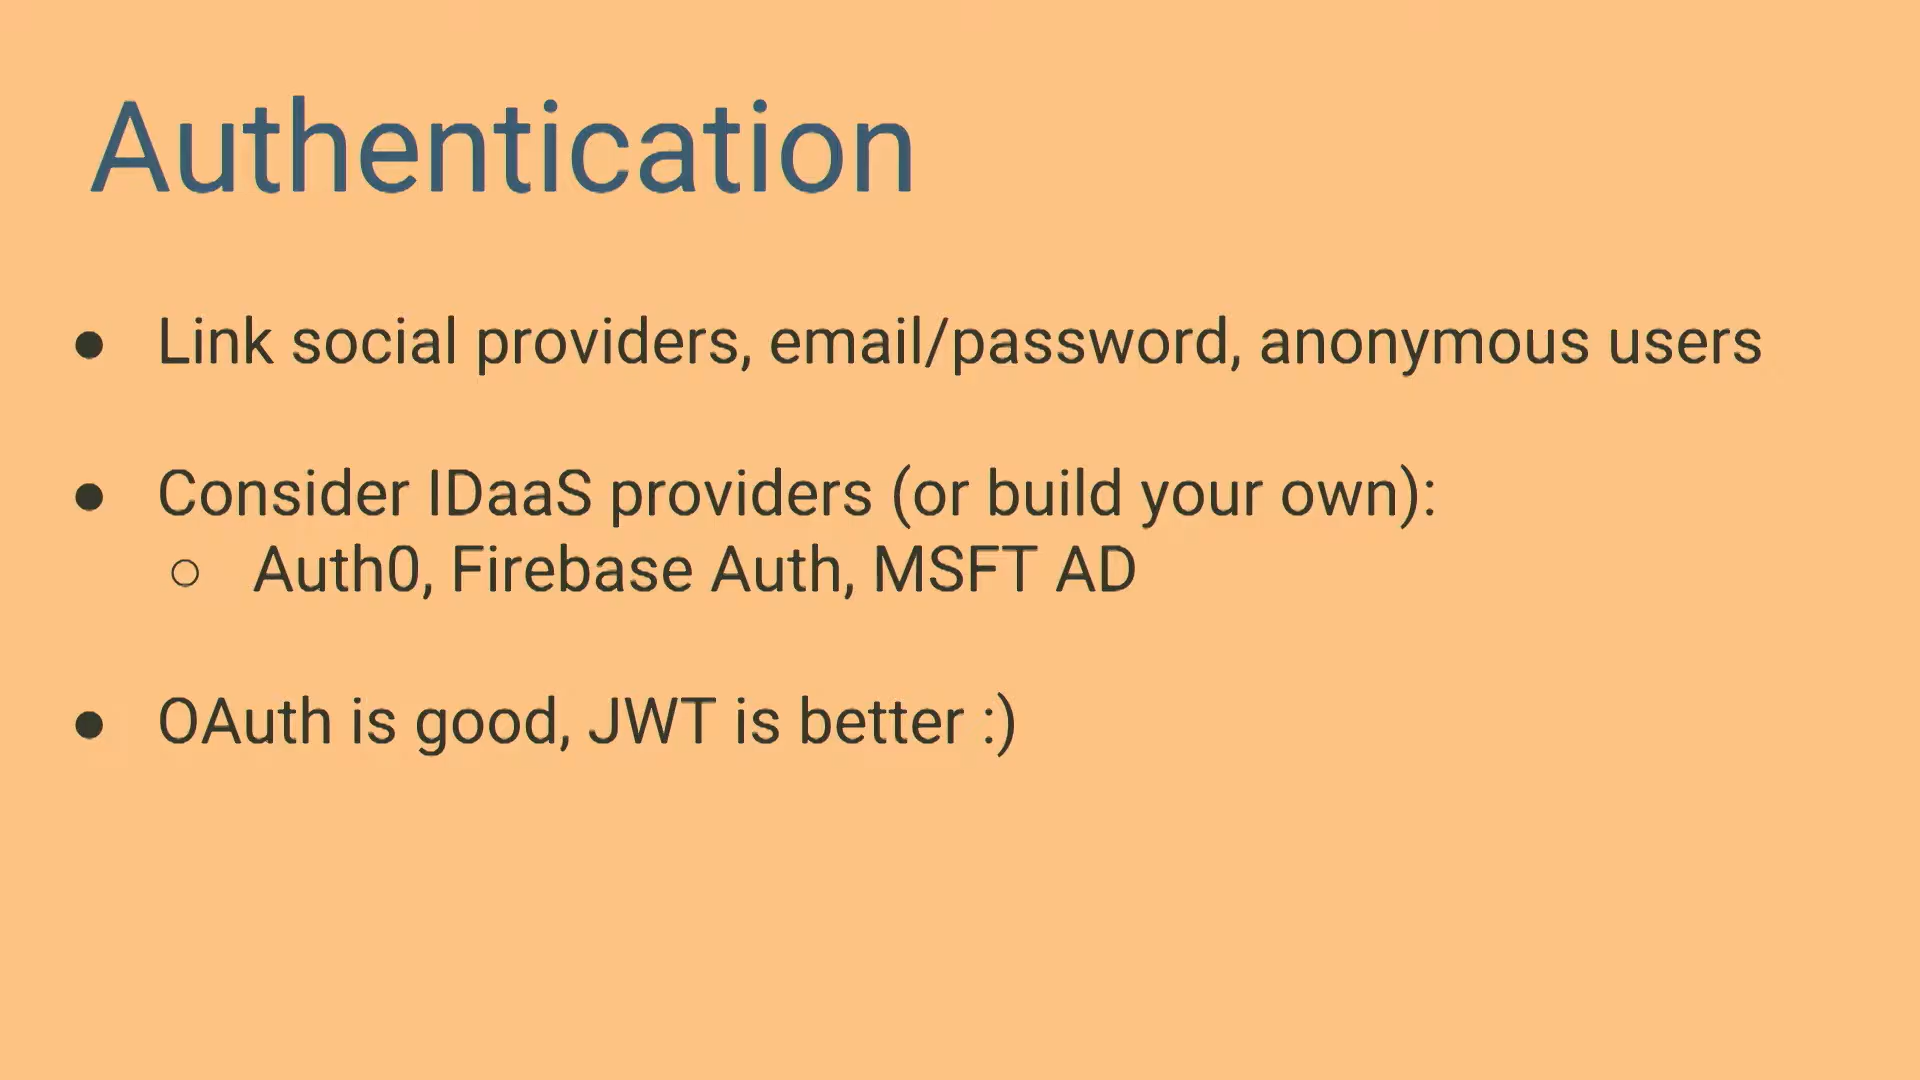 Authentication
● Link social providers, email/password, anonymous users
● Consider IDaaS providers (or build your own):
○ Auth0, Firebase Auth, MSFT AD
● OAuth is good, JWT is better :)